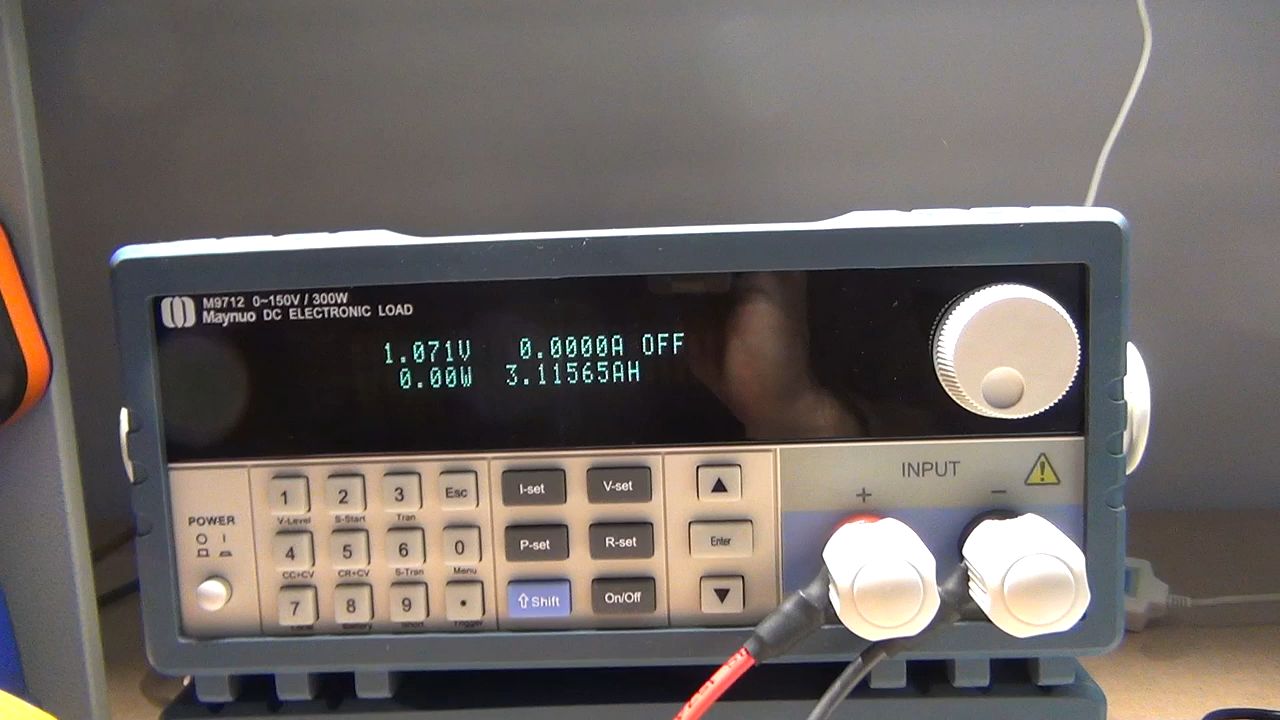 M9712 0~150V / 300W
Maynuo DC ELECTRONIC LOAD
1.071V 0.0000A OFF
0.00W 3.11565AH
INPUT
+ −
POWER
O I
1 2 3 Esc
V-Level S-Start Tran
4 5 6 0
CC+CV CR+CV S-Tran Menu
7 8 9 •
Local Battery Short Trigger
I-set V-set
P-set R-set
⇧ Shift On/Off
▲
Enter
▼